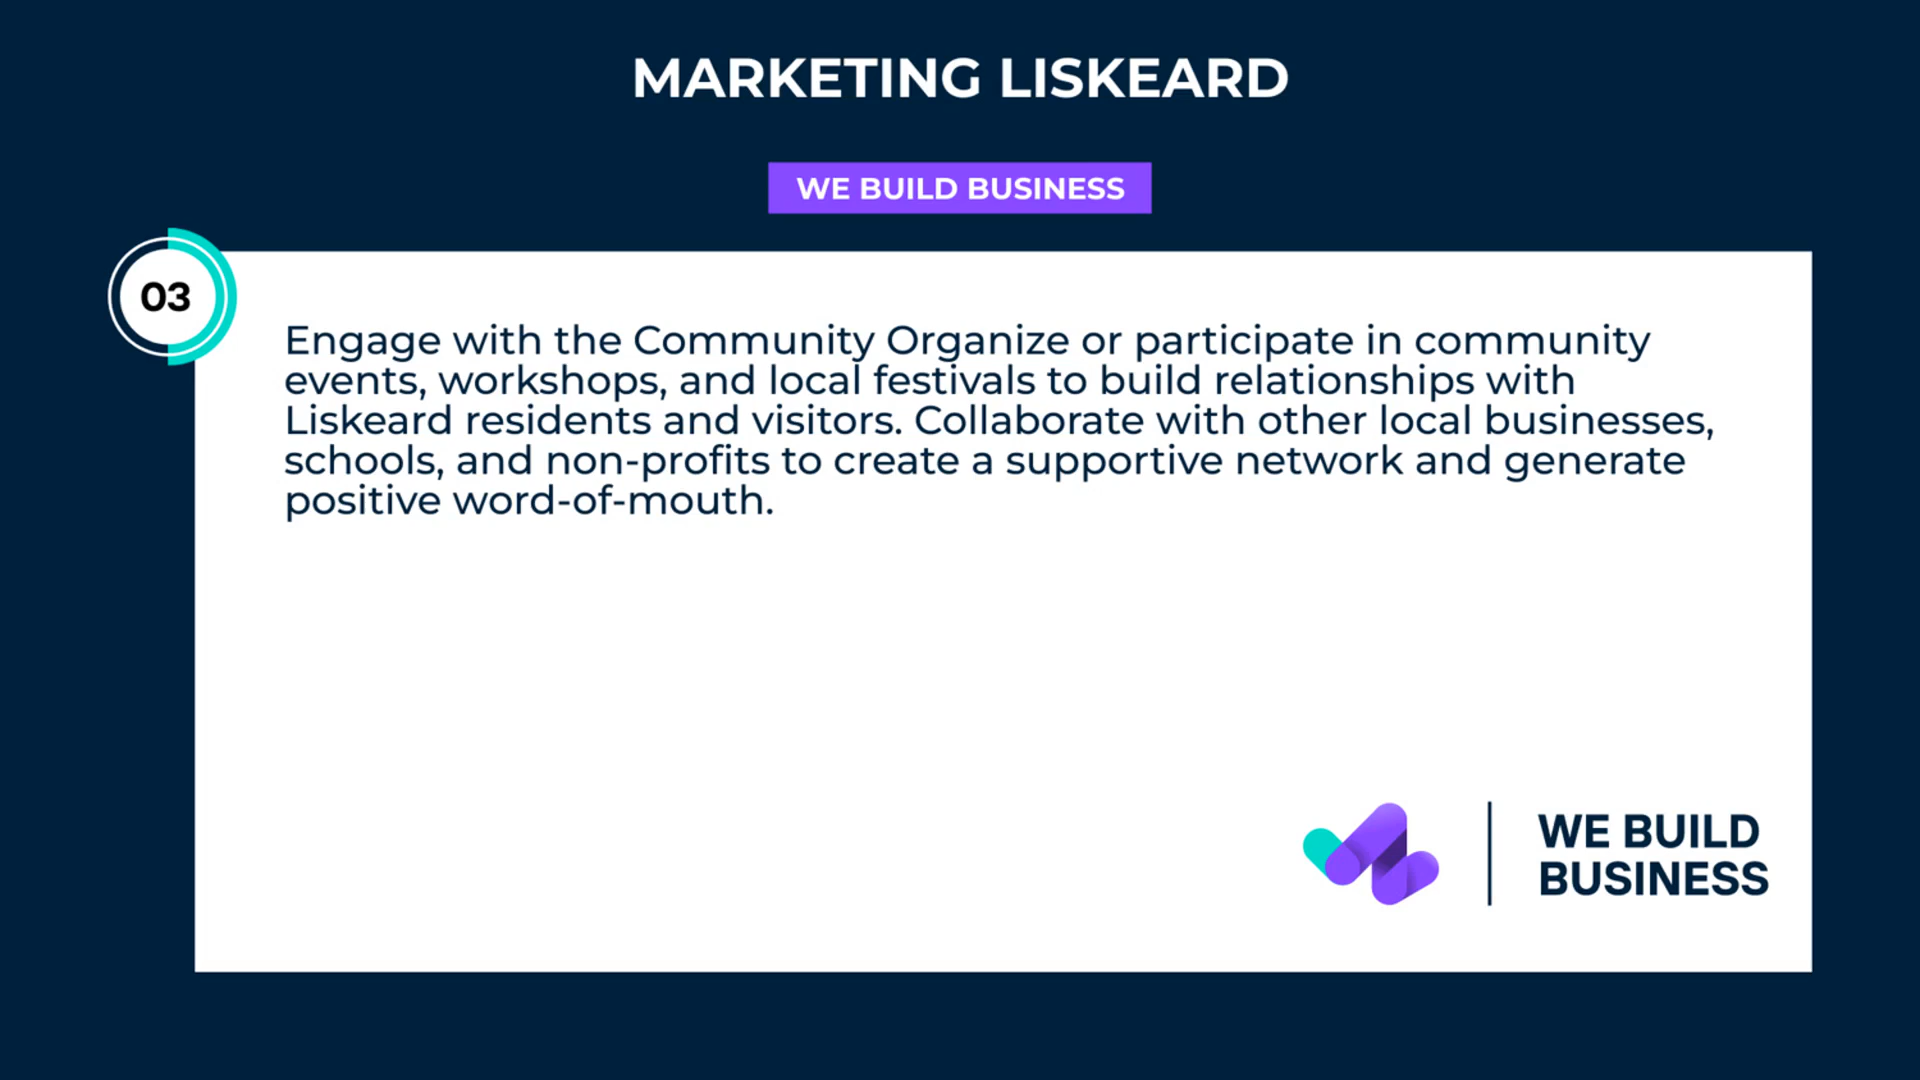 MARKETING LISKEARD
WE BUILD BUSINESS
03
Engage with the Community Organize or participate in community
events, workshops, and local festivals to build relationships with
Liskeard residents and visitors. Collaborate with other local businesses,
schools, and non-profits to create a supportive network and generate
positive word-of-mouth.
WE BUILD
BUSINESS